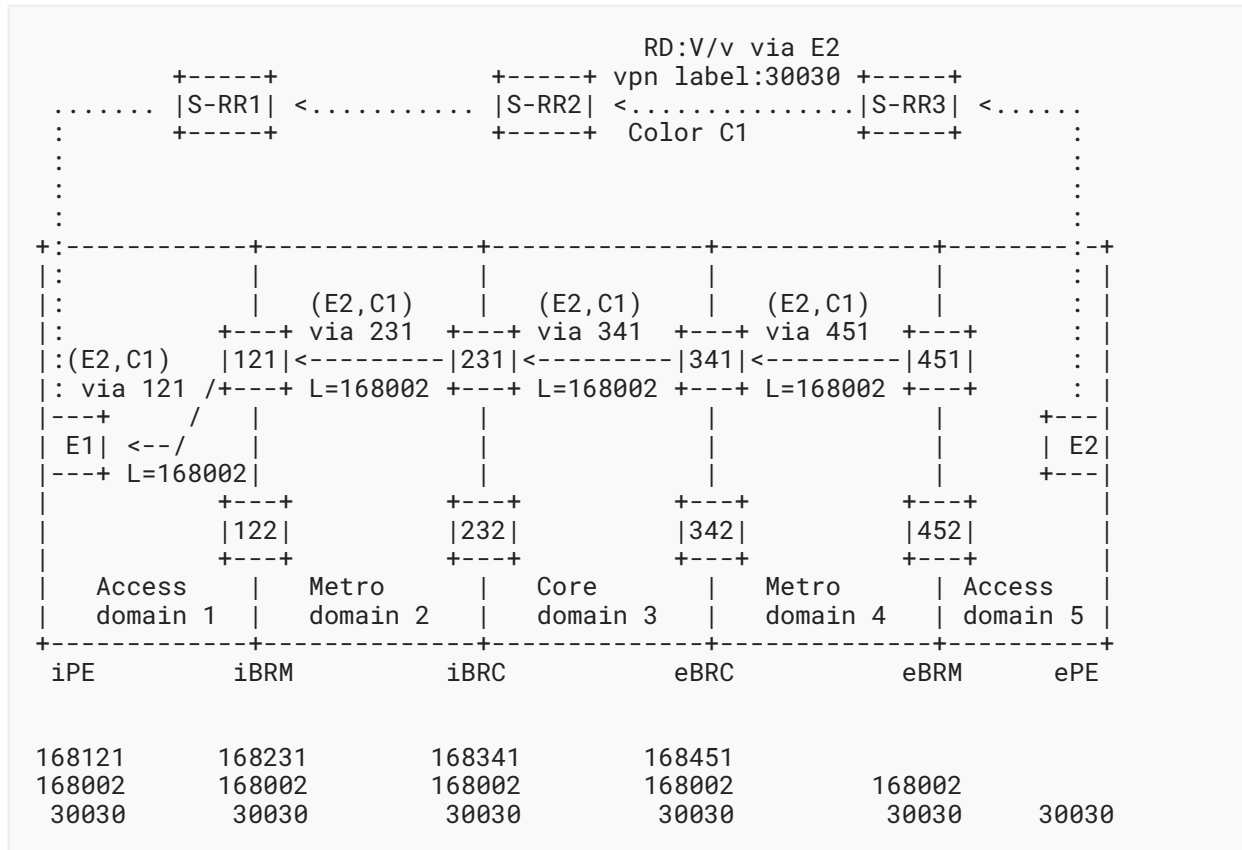 RD:V/v via E2
            +-----+              +-----+ vpn label:30030 +-----+
    ....... |S-RR1| <........... |S-RR2| <...............|S-RR3| <......
    :       +-----+              +-----+  Color C1       +-----+       :
    :                                                                  :
    :                                                                  :
    :                                                                  :
   +:------------+--------------+--------------+--------------+--------:-+
   |:            |              |              |              |        : |
   |:            |   (E2,C1)    |   (E2,C1)    |   (E2,C1)    |        : |
   |:          +---+ via 231  +---+ via 341  +---+ via 451  +---+      : |
   |:(E2,C1)   |121|<---------|231|<---------|341|<---------|451|      : |
   |: via 121 /+---+ L=168002 +---+ L=168002 +---+ L=168002 +---+      : |
   |---+     /   |              |              |              |      +---|
   | E1| <--/    |              |              |              |      | E2|
   |---+ L=168002|              |              |              |      +---|
   |           +---+          +---+          +---+          +---+        |
   |           |122|          |232|          |342|          |452|        |
   |           +---+          +---+          +---+          +---+        |
   |   Access    |   Metro      |   Core       |   Metro      | Access   |
   |   domain 1  |   domain 2   |   domain 3   |   domain 4   | domain 5 |
   +-------------+--------------+--------------+--------------+----------+
    iPE         iBRM          iBRC           eBRC           eBRM      ePE
   168121      168231        168341         168451
   168002      168002        168002         168002        168002
    30030       30030         30030          30030         30030     30030